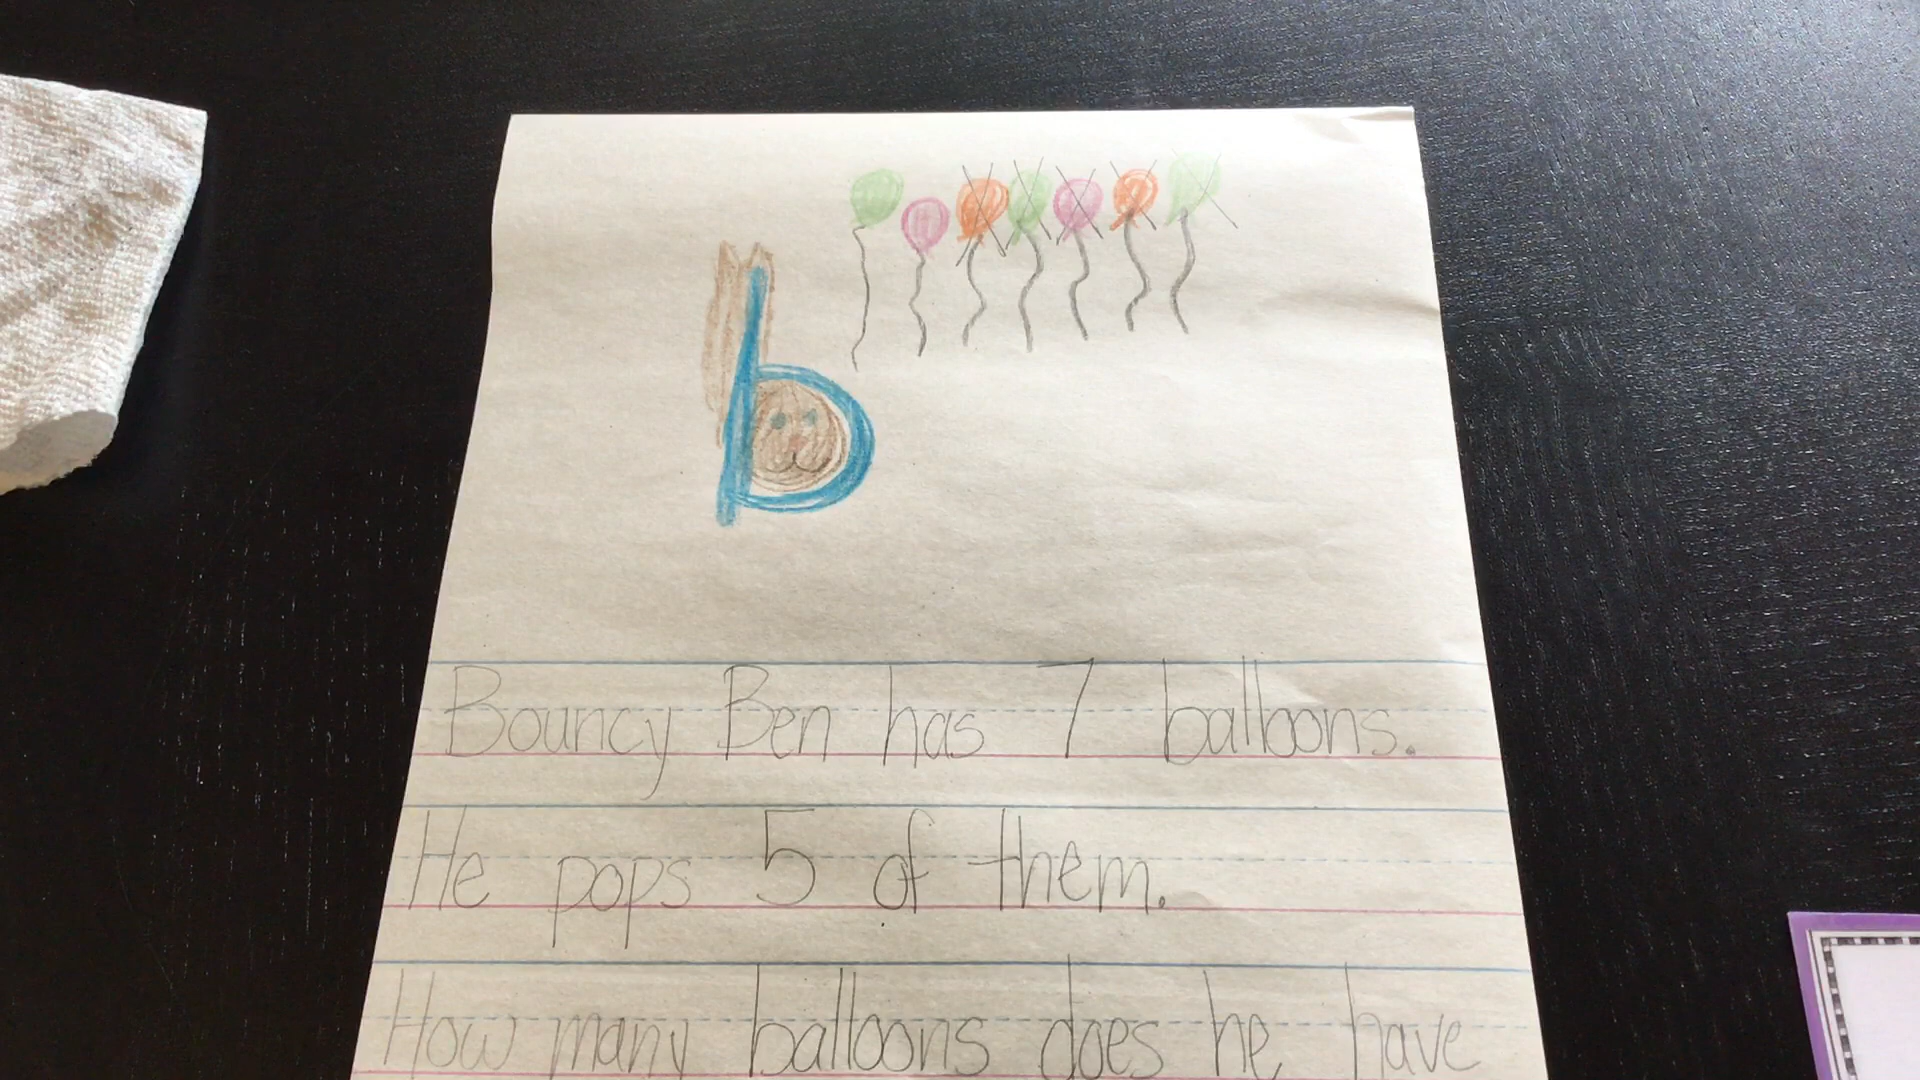 b
Bouncy Ben has 7 balloons.
He pops 5 of them.
How many balloons does he have